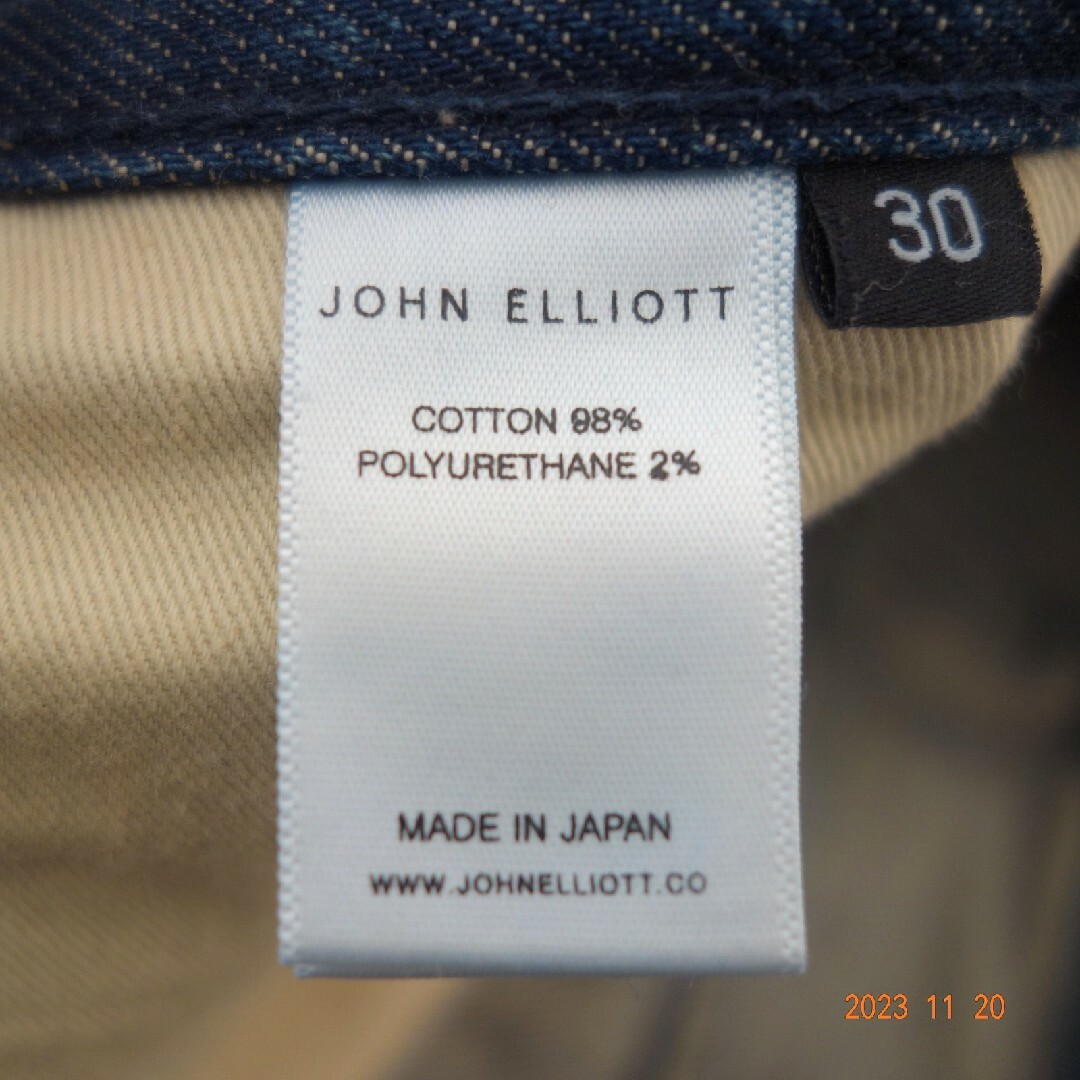 30
JOHN ELLIOTT
COTTON 98%
POLYURETHANE 2%
MADE IN JAPAN
WWW.JOHNELLIOTT.CO
2023 11 20